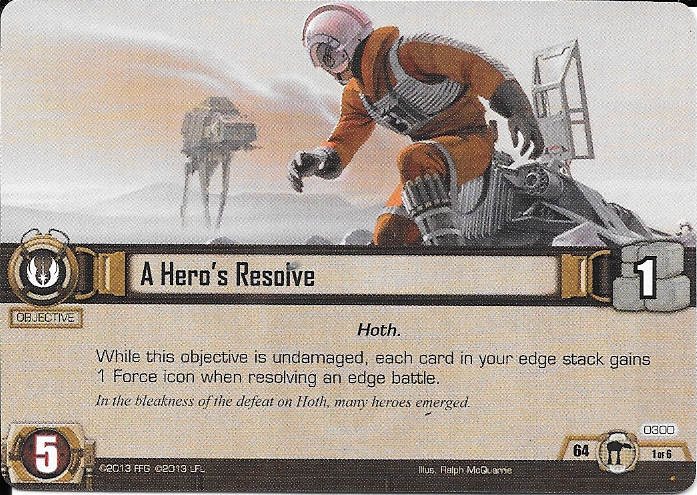 A Hero's Resolve
1
OBJECTIVE
Hoth.
While this objective is undamaged, each card in your edge stack gains
1 Force icon when resolving an edge battle.
In the bleakness of the defeat on Hoth, many heroes emerged.
0300
5
64
1 OF 6
©2013 FFG ©2013 LFL
Illus. Ralph McQuarrie